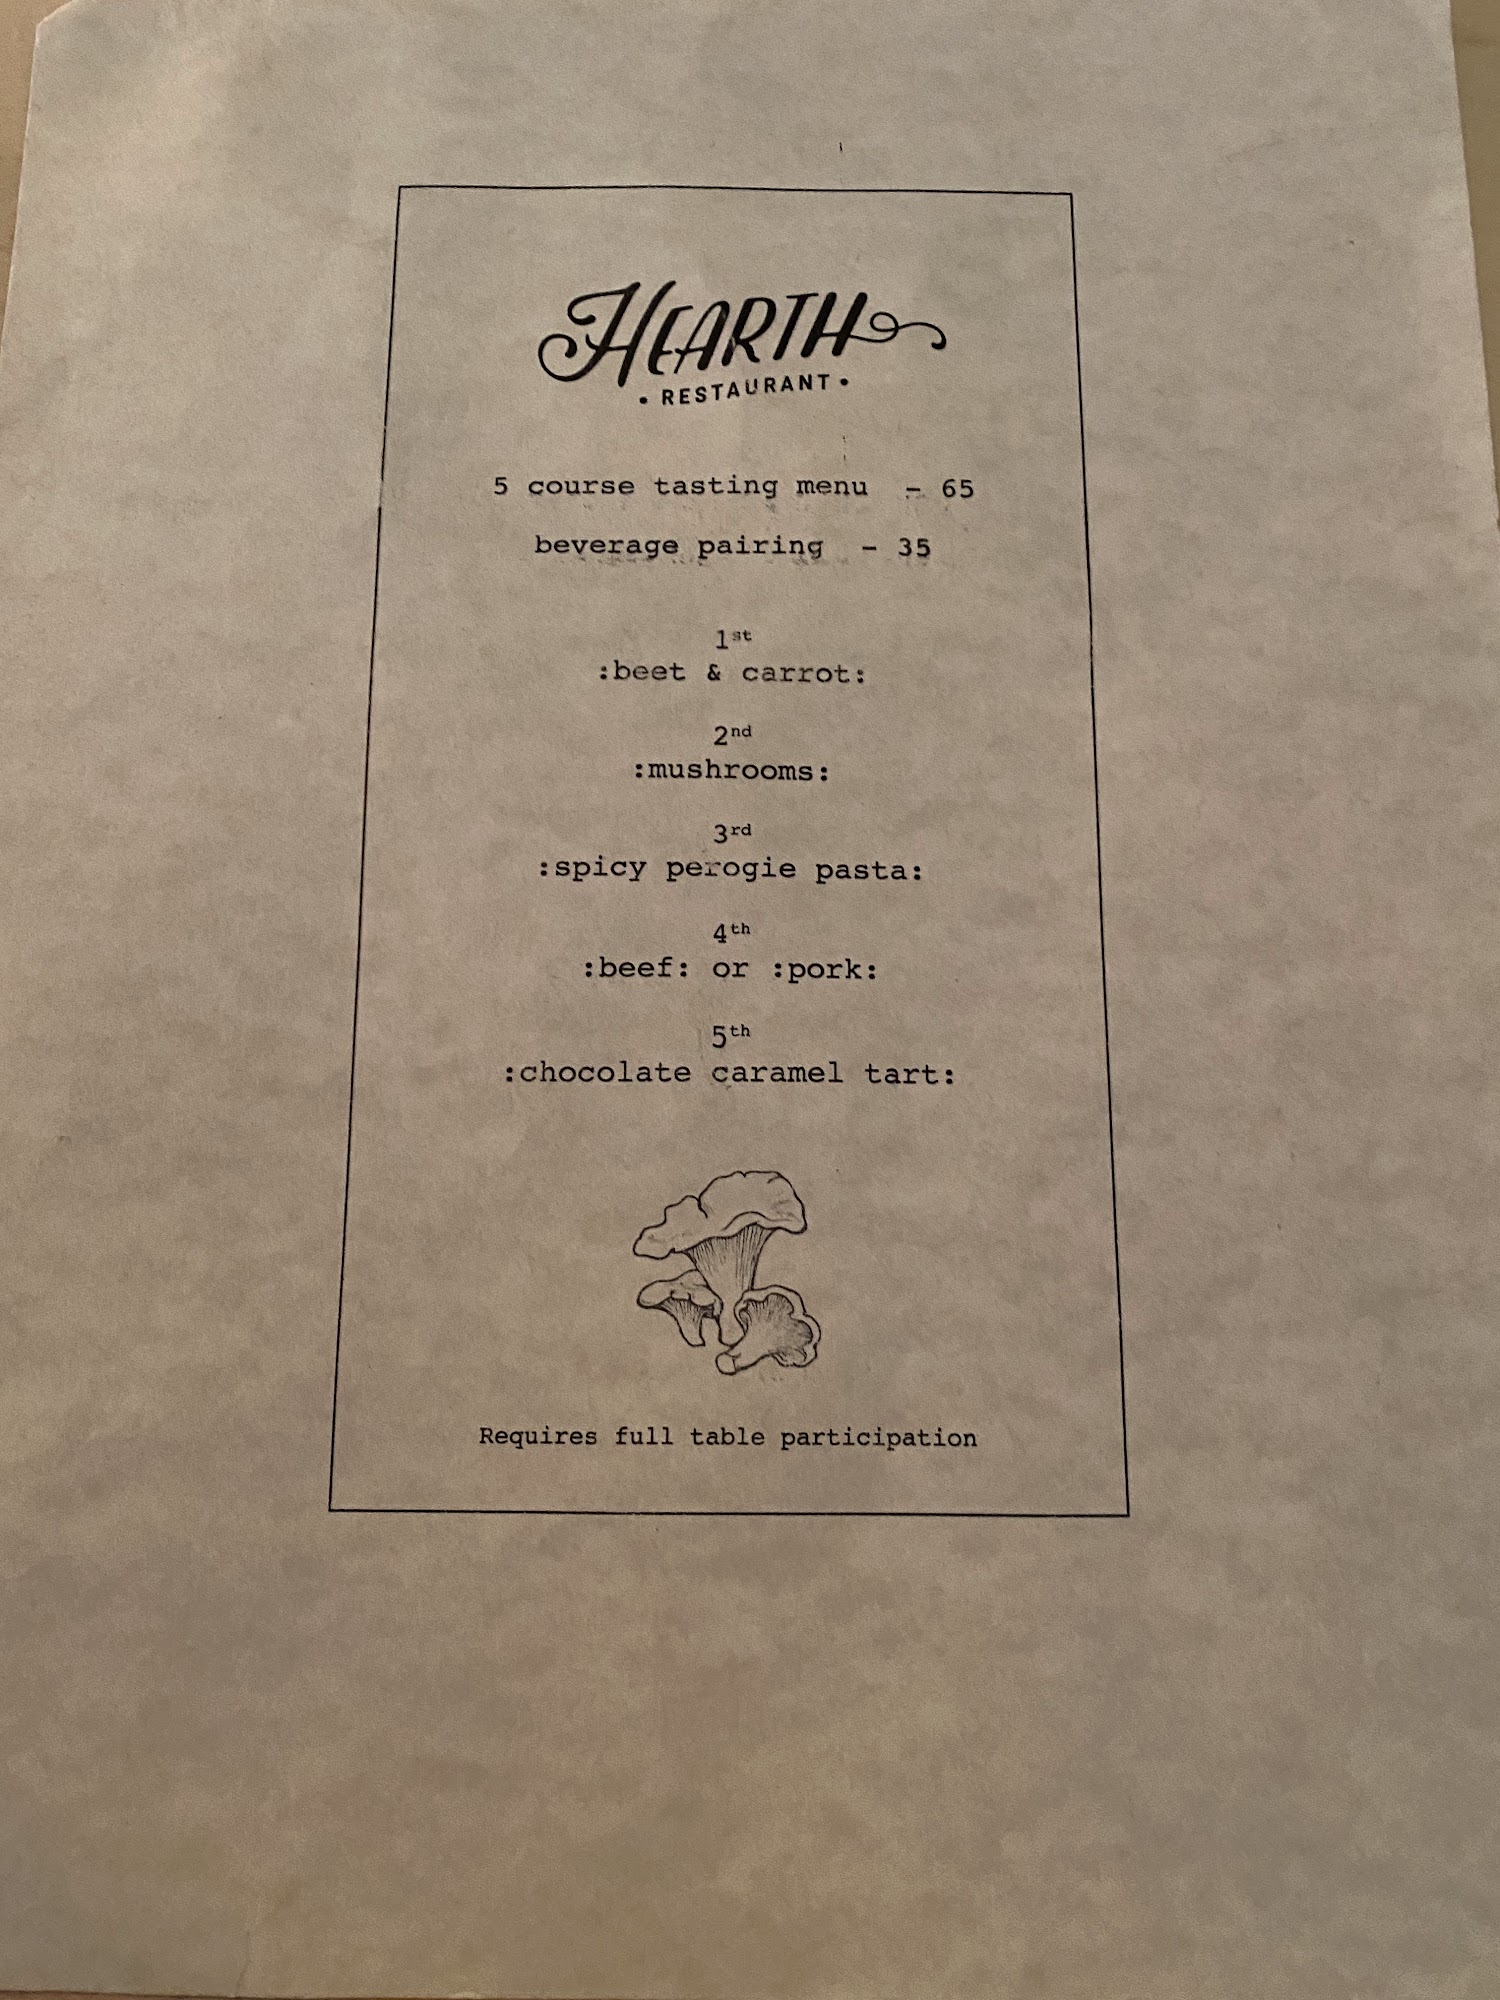 HEARTH
• RESTAURANT •
5 course tasting menu – 65
beverage pairing – 35
1st
:beet & carrot:
2nd
:mushrooms:
3rd
:spicy perogie pasta:
4th
:beef: or :pork:
5th
:chocolate caramel tart:
Requires full table participation